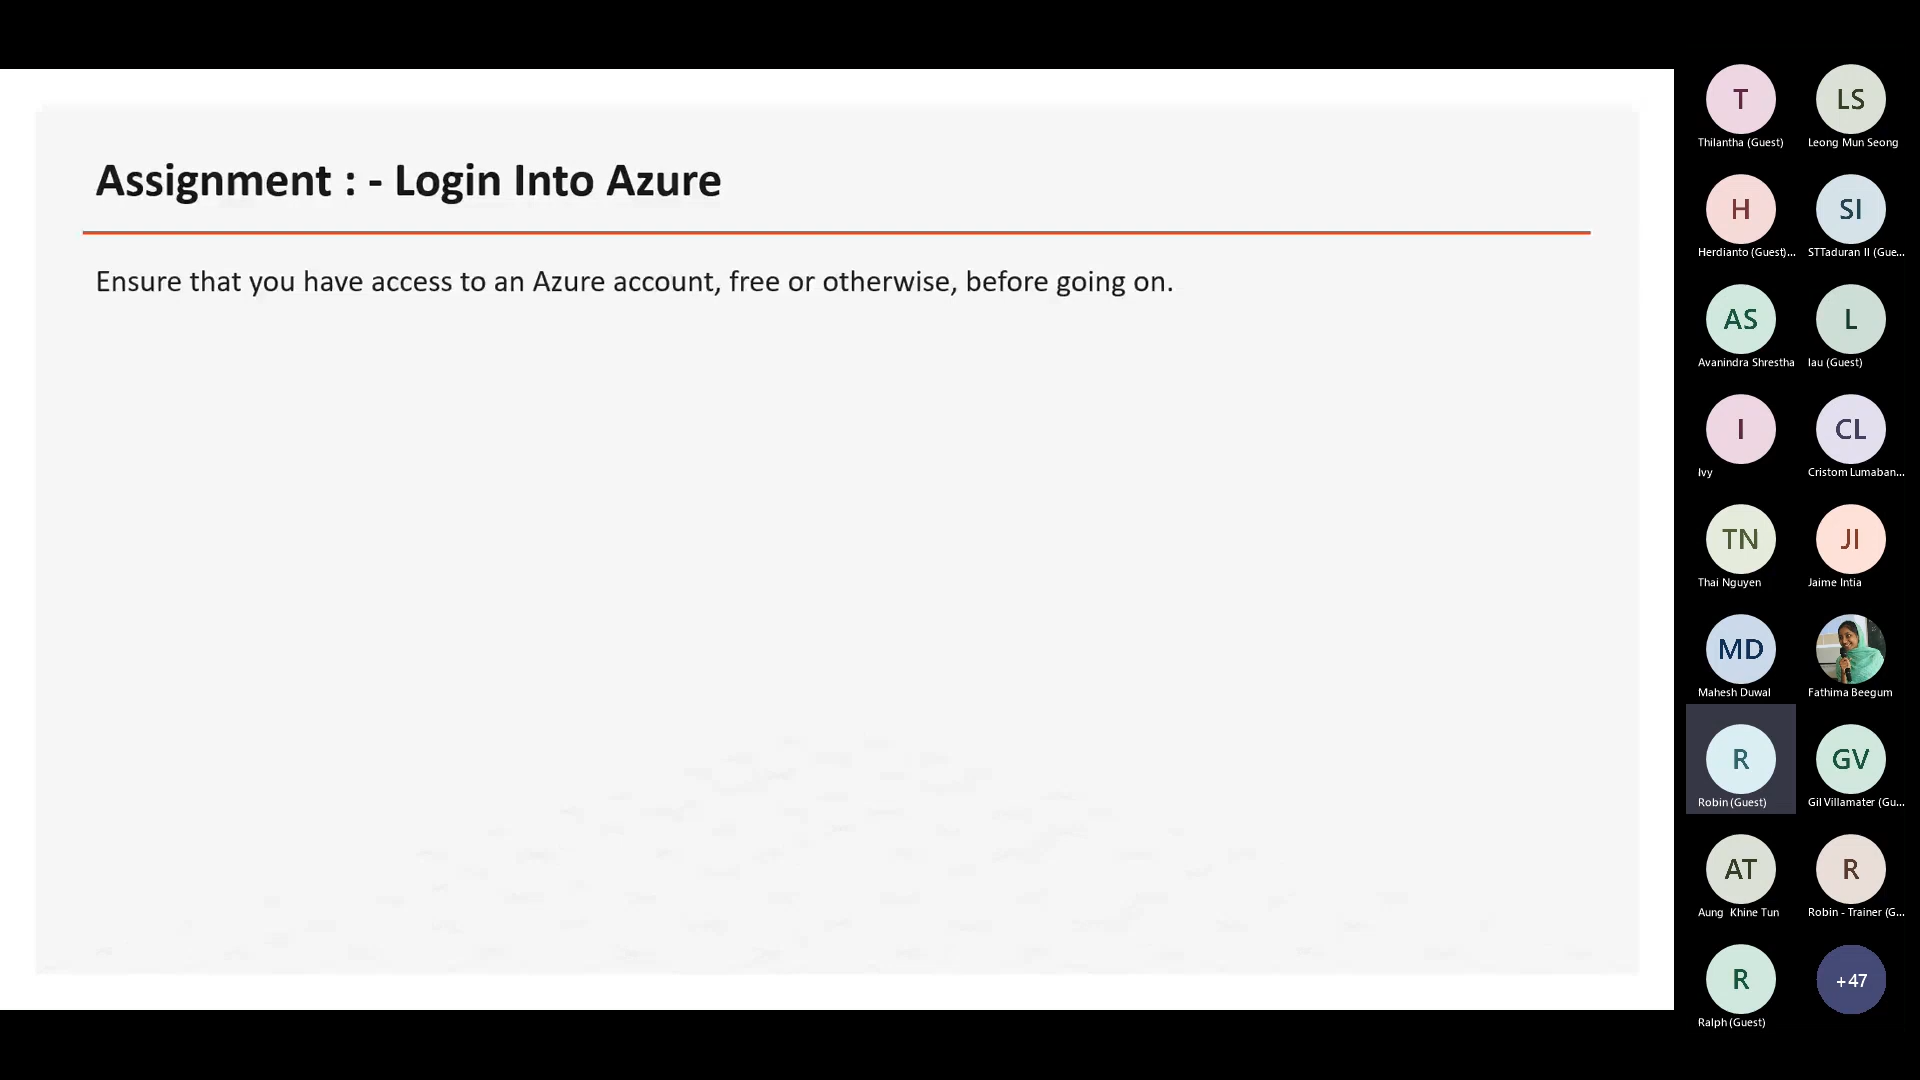 Assignment : - Login Into Azure
Ensure that you have access to an Azure account, free or otherwise, before going on.
T
Thilantha (Guest)
LS
Leong Mun Seong
H
Herdianto (Guest)...
SI
STTaduran II (Gue...
AS
Avanindra Shrestha
L
lau (Guest)
I
Ivy
CL
Cristom Lumaban...
TN
Thai Nguyen
JI
Jaime Intia
MD
Mahesh Duwal
Fathima Beegum
R
Robin (Guest)
GV
Gil Villamater (Gu...
AT
Aung Khine Tun
R
Robin - Trainer (G...
R
Ralph (Guest)
+47